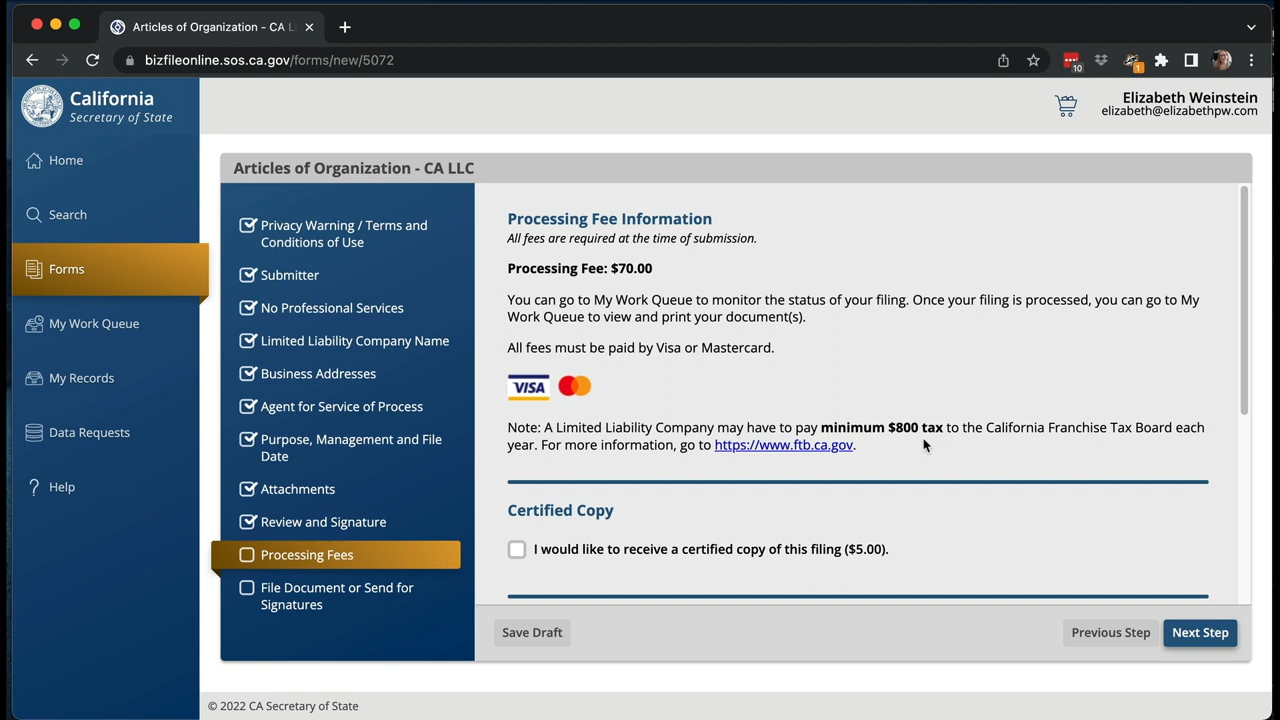 Articles of Organization - CA L
bizfileonline.sos.ca.gov/forms/new/5072
10
1
California
Secretary of State
Elizabeth Weinstein
elizabeth@elizabethpw.com
Home
Search
Forms
My Work Queue
My Records
Data Requests
Help
Articles of Organization - CA LLC
Privacy Warning / Terms and
Conditions of Use
Submitter
No Professional Services
Limited Liability Company Name
Business Addresses
Agent for Service of Process
Purpose, Management and File
Date
Attachments
Review and Signature
Processing Fees
File Document or Send for
Signatures
Processing Fee Information
All fees are required at the time of submission.
Processing Fee: $70.00
You can go to My Work Queue to monitor the status of your filing. Once your filing is processed, you can go to My
Work Queue to view and print your document(s).
All fees must be paid by Visa or Mastercard.
VISA
Note: A Limited Liability Company may have to pay minimum $800 tax to the California Franchise Tax Board each
year. For more information, go to https://www.ftb.ca.gov.
Certified Copy
I would like to receive a certified copy of this filing ($5.00).
Save Draft
Previous Step
Next Step
© 2022 CA Secretary of State